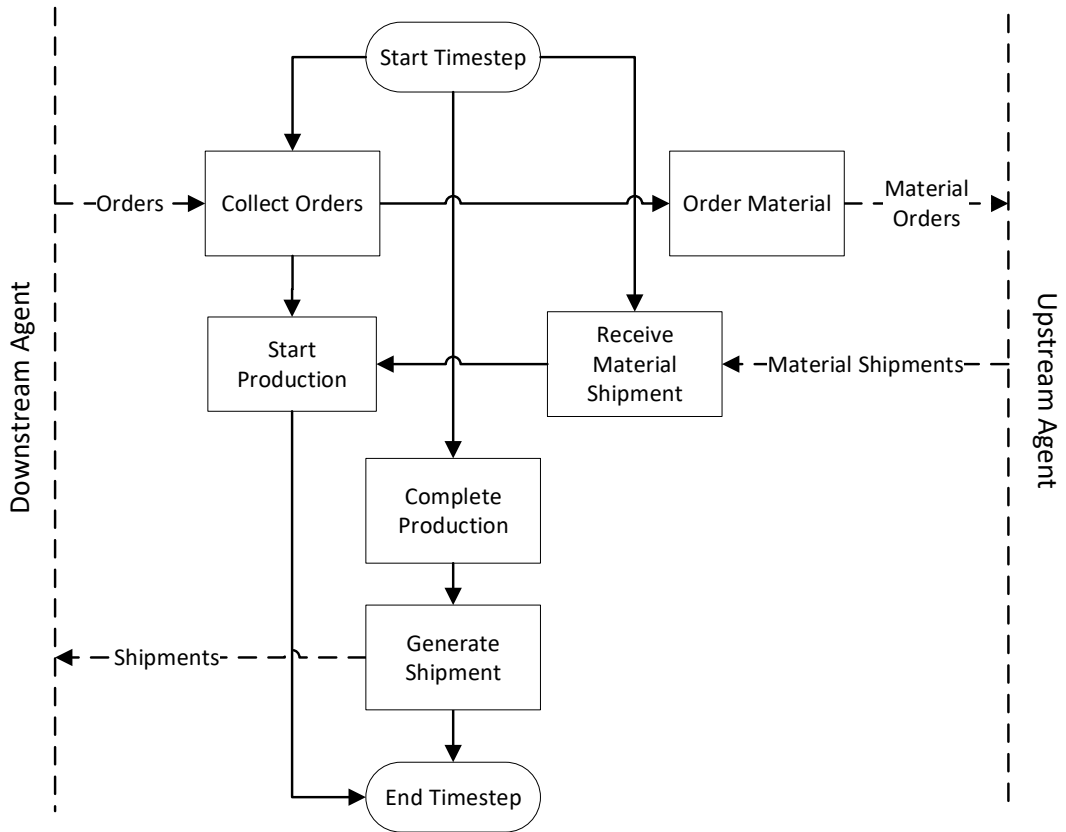 Start Timestep
Orders
Collect Orders
Order Material
Material
Orders
Downstream Agent
Upstream Agent
Start
Production
Receive
Material
Shipment
Material Shipments
Complete
Production
Shipments
Generate
Shipment
End Timestep